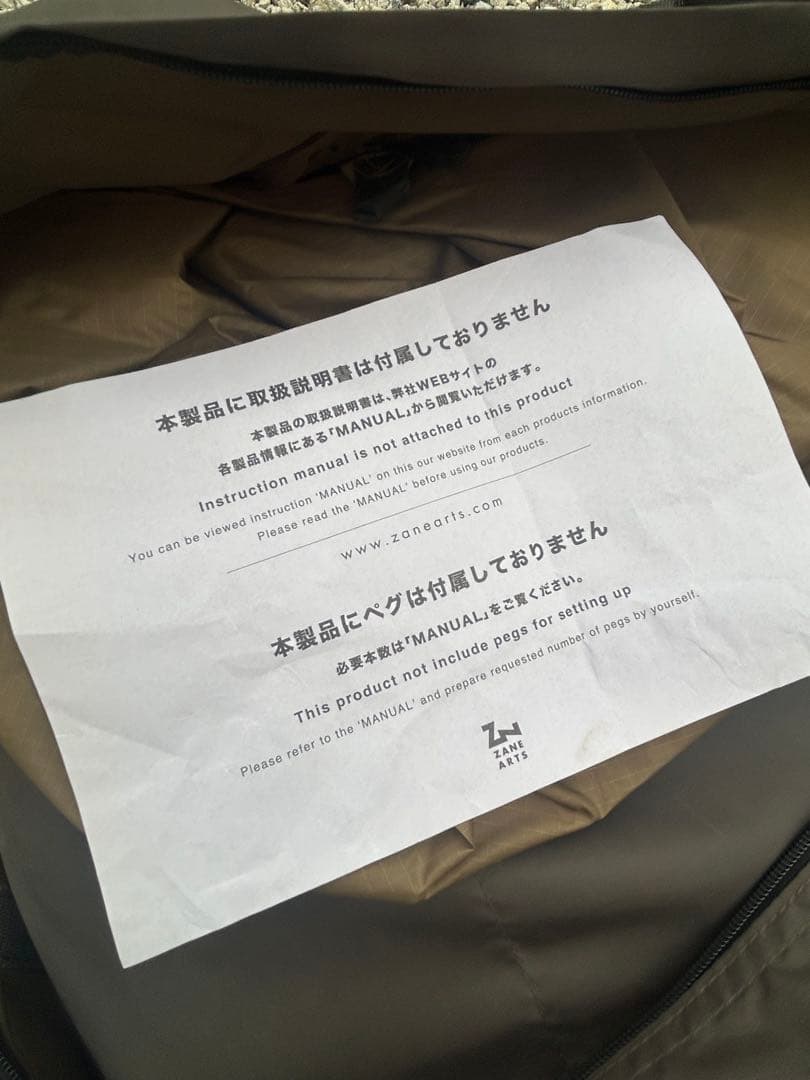 本製品に取扱説明書は付属しておりません
本製品の取扱説明書は、弊社WEBサイトの
各製品情報にある「MANUAL」から閲覧いただけます。
Instruction manual is not attached to this product
You can be viewed instruction 'MANUAL' on this our website from each products information.
Please read the 'MANUAL' before using our products.
www.zanearts.com
本製品にペグは付属しておりません
必要本数は「MANUAL」をご覧ください。
This product not include pegs for setting up
Please refer to the 'MANUAL' and prepare requested number of pegs by yourself.
ZANE
ARTS